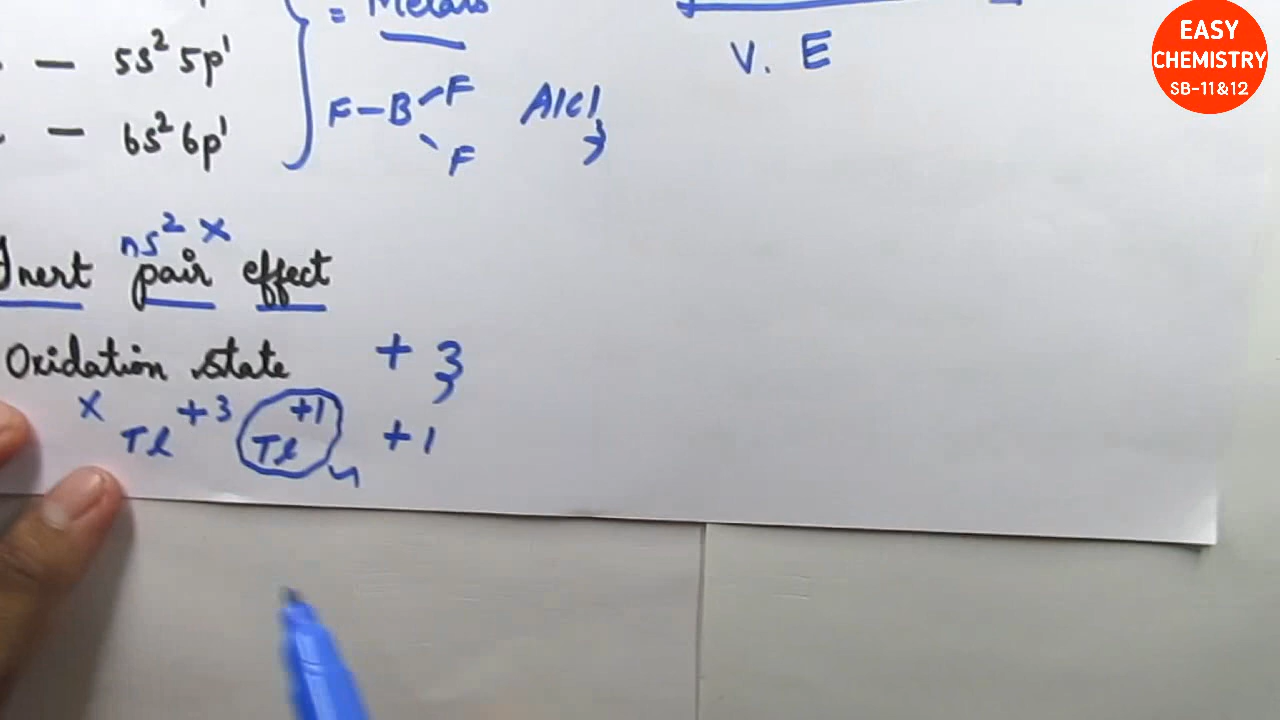 = Metals
V. E
– 5s² 5p¹
– 6s² 6p¹
F–B
F
F
AlCl₃
ns² ×
Inert pair effect
Oxidation state +3
× Tl⁺³ Tl⁺¹ +1
EASY
CHEMISTRY
SB-11&12